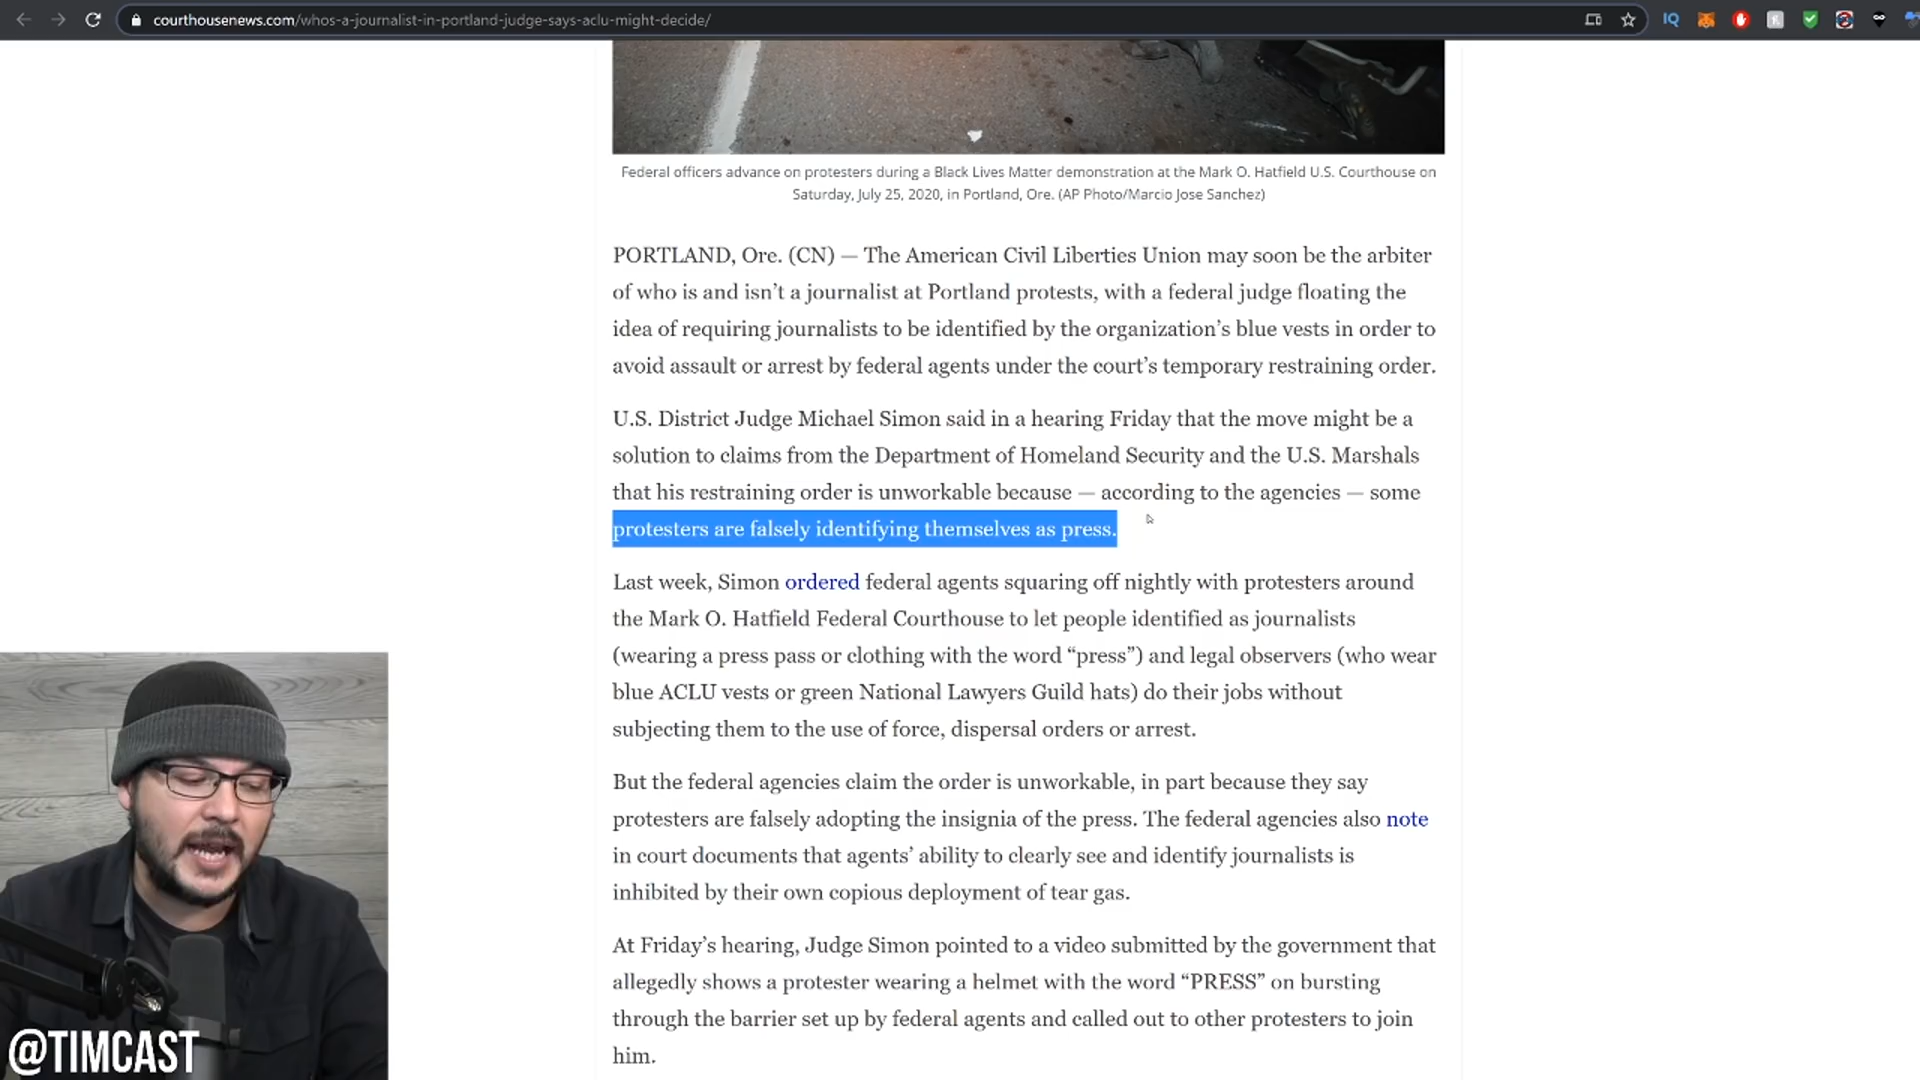 courthousenews.com/whos-a-journalist-in-portland-judge-says-aclu-might-decide/
IQ
Federal officers advance on protesters during a Black Lives Matter demonstration at the Mark O. Hatfield U.S. Courthouse on
Saturday, July 25, 2020, in Portland, Ore. (AP Photo/Marcio Jose Sanchez)
PORTLAND, Ore. (CN) — The American Civil Liberties Union may soon be the arbiter
of who is and isn’t a journalist at Portland protests, with a federal judge floating the
idea of requiring journalists to be identified by the organization’s blue vests in order to
avoid assault or arrest by federal agents under the court’s temporary restraining order.
U.S. District Judge Michael Simon said in a hearing Friday that the move might be a
solution to claims from the Department of Homeland Security and the U.S. Marshals
that his restraining order is unworkable because — according to the agencies — some
protesters are falsely identifying themselves as press.
Last week, Simon ordered federal agents squaring off nightly with protesters around
the Mark O. Hatfield Federal Courthouse to let people identified as journalists
(wearing a press pass or clothing with the word “press”) and legal observers (who wear
blue ACLU vests or green National Lawyers Guild hats) do their jobs without
subjecting them to the use of force, dispersal orders or arrest.
But the federal agencies claim the order is unworkable, in part because they say
protesters are falsely adopting the insignia of the press. The federal agencies also note
in court documents that agents’ ability to clearly see and identify journalists is
inhibited by their own copious deployment of tear gas.
At Friday’s hearing, Judge Simon pointed to a video submitted by the government that
allegedly shows a protester wearing a helmet with the word “PRESS” on bursting
through the barrier set up by federal agents and called out to other protesters to join
him.
@TIMCAST